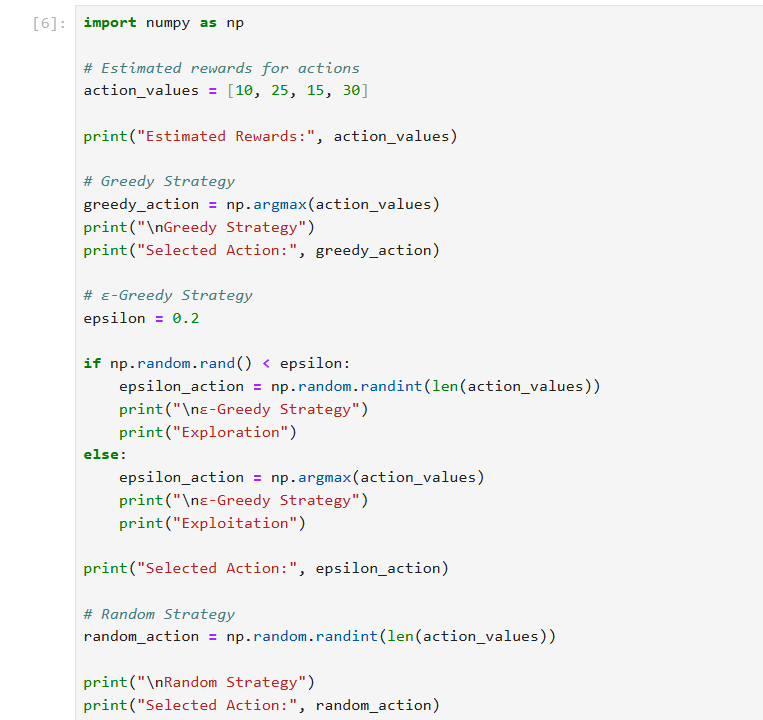 [6]:
import numpy as np
# Estimated rewards for actions
action_values = [10, 25, 15, 30]
print("Estimated Rewards:", action_values)
# Greedy Strategy
greedy_action = np.argmax(action_values)
print("\nGreedy Strategy")
print("Selected Action:", greedy_action)
# ε-Greedy Strategy
epsilon = 0.2
if np.random.rand() < epsilon:
    epsilon_action = np.random.randint(len(action_values))
    print("\nε-Greedy Strategy")
    print("Exploration")
else:
    epsilon_action = np.argmax(action_values)
    print("\nε-Greedy Strategy")
    print("Exploitation")
print("Selected Action:", epsilon_action)
# Random Strategy
random_action = np.random.randint(len(action_values))
print("\nRandom Strategy")
print("Selected Action:", random_action)